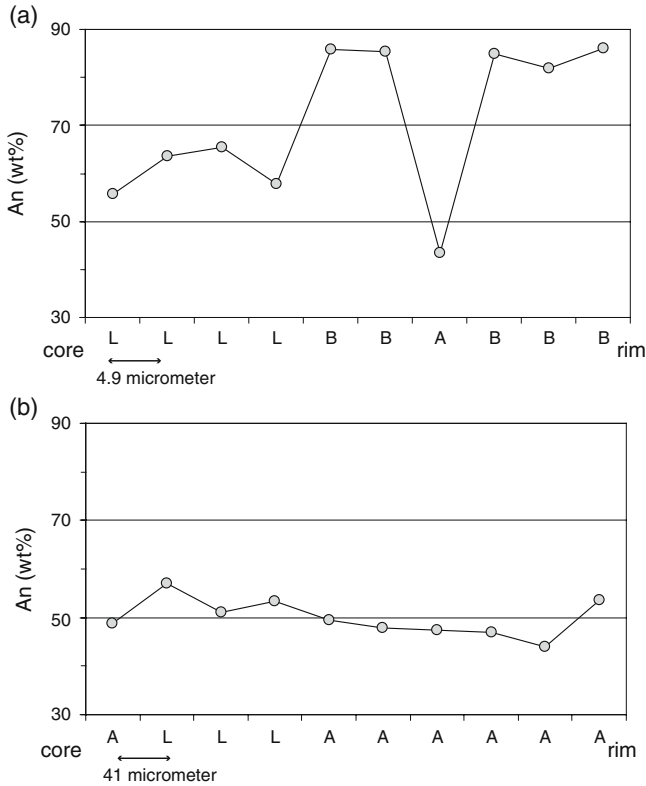 (a)
90
70
50
30
An (wt%)
L L L L B B A B B B
core rim
4.9 micrometer
(b)
90
70
50
30
An (wt%)
A L L L A A A A A A
core rim
41 micrometer